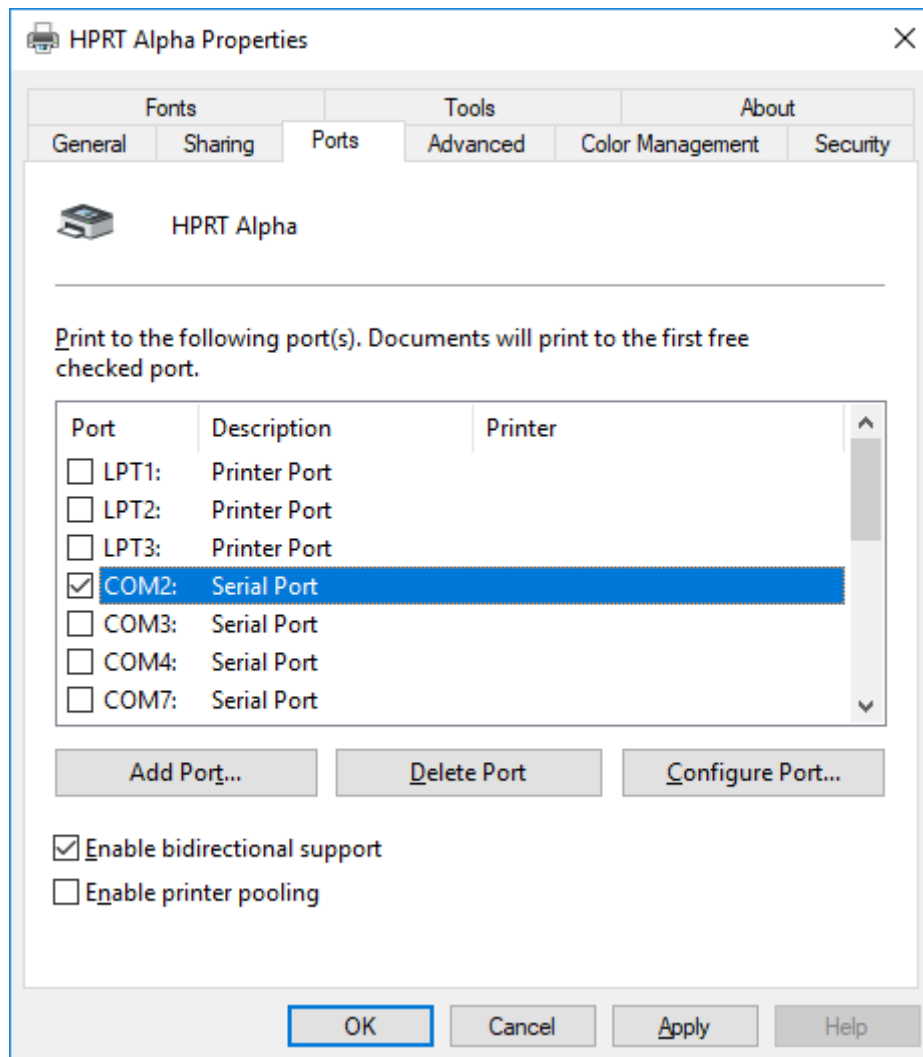 HPRT Alpha Properties
Fonts Tools About
General Sharing Ports Advanced Color Management Security
HPRT Alpha
Print to the following port(s). Documents will print to the first free
checked port.
Port Description Printer
LPT1: Printer Port
LPT2: Printer Port
LPT3: Printer Port
COM2: Serial Port
COM3: Serial Port
COM4: Serial Port
COM7: Serial Port
Add Port... Delete Port Configure Port...
Enable bidirectional support
Enable printer pooling
OK Cancel Apply Help